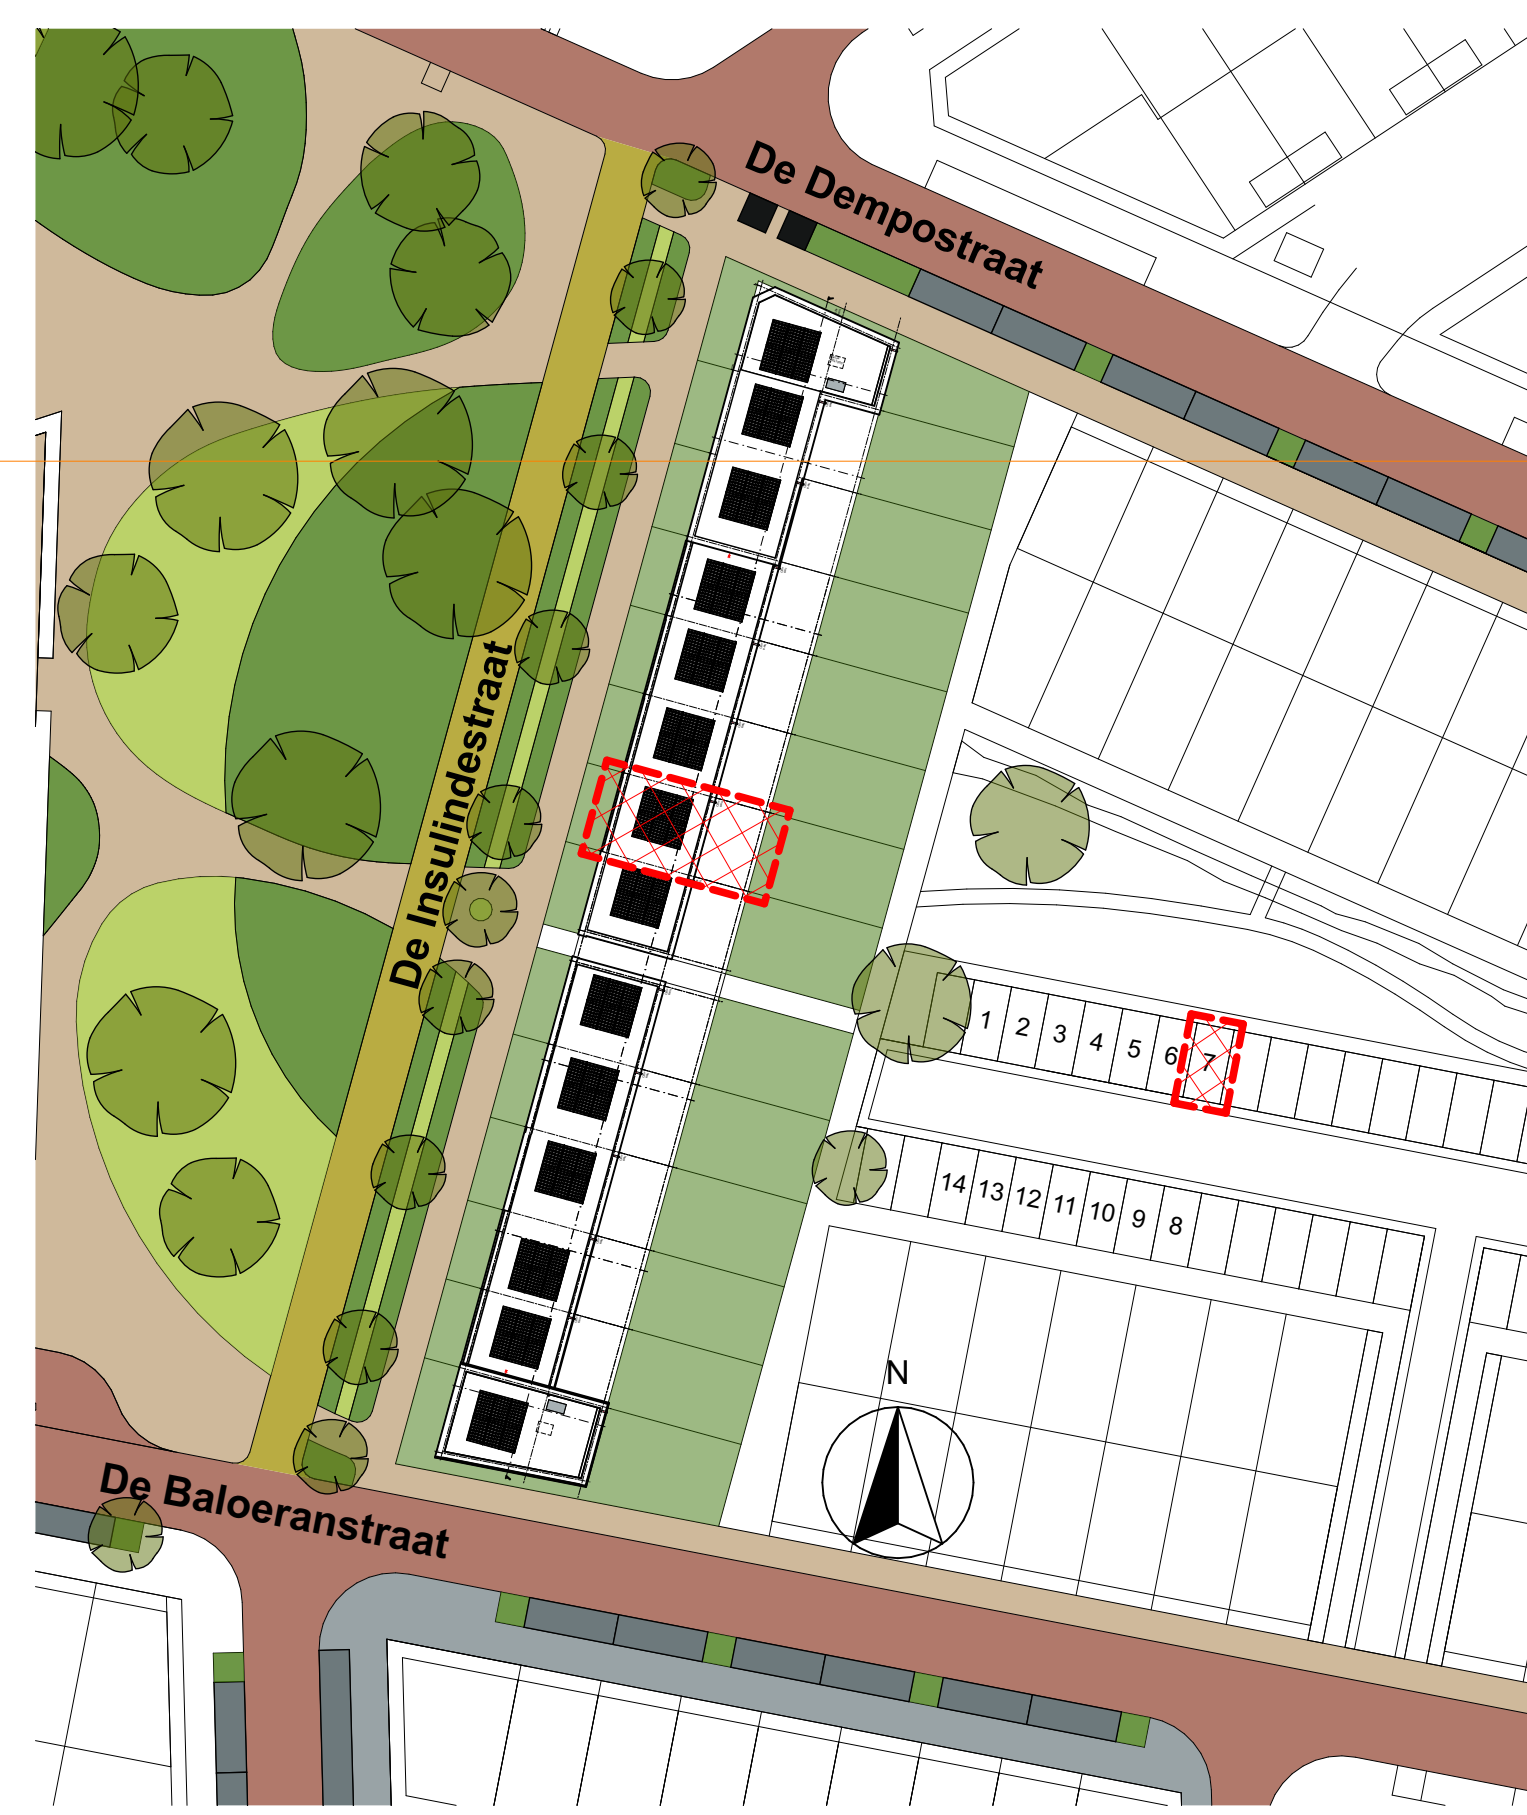 De Dempostraat
De Insulindestraat
1 2 3 4 5 6 7
14 13 12 11 10 9 8
N
De Baloeranstraat